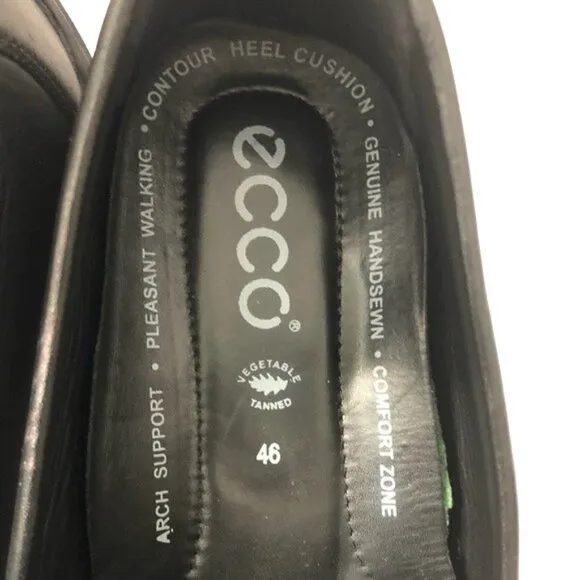 ARCH SUPPORT • PLEASANT WALKING • CONTOUR HEEL CUSHION • GENUINE HANDSEWN • COMFORT ZONE
ecco®
VEGETABLE
TANNED
46